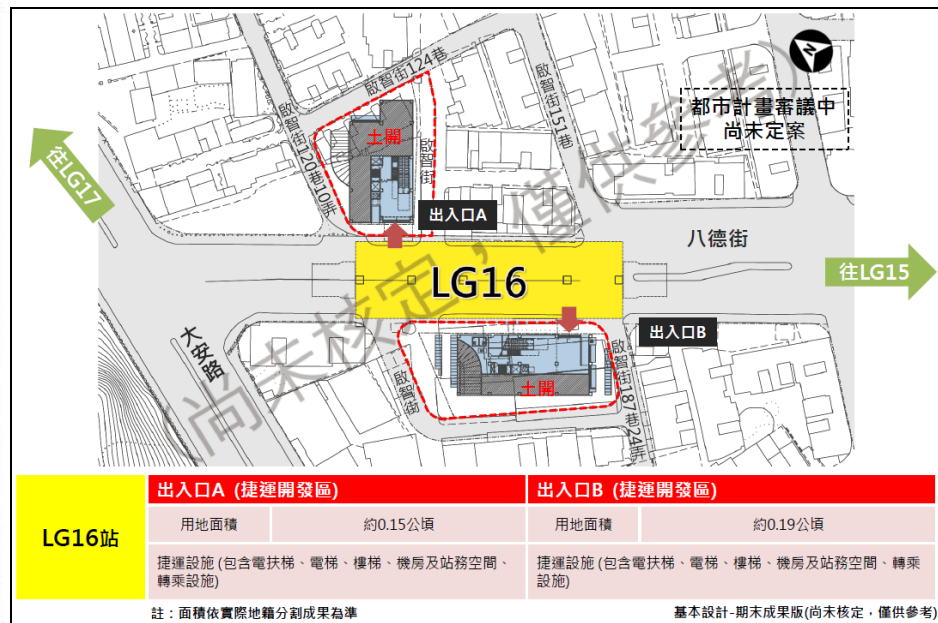 啟智街124巷
啟智街120巷10弄
啟智街151巷
都市計畫審議中
尚未定案
N
往LG17
土開
啟智街
出入口A
八德街
LG16
往LG15
出入口B
大安路
啟智街
土開
啟智街187巷24弄
(尚未核定，僅供參考)
LG16站
出入口A (捷運開發區)
出入口B (捷運開發區)
用地面積
約0.15公頃
用地面積
約0.19公頃
捷運設施 (包含電扶梯、電梯、樓梯、機房及站務空間、
轉乘設施)
捷運設施 (包含電扶梯、電梯、樓梯、機房及站務空間、轉乘
設施)
註：面積依實際地籍分割成果為準
基本設計-期末成果版(尚未核定，僅供參考)